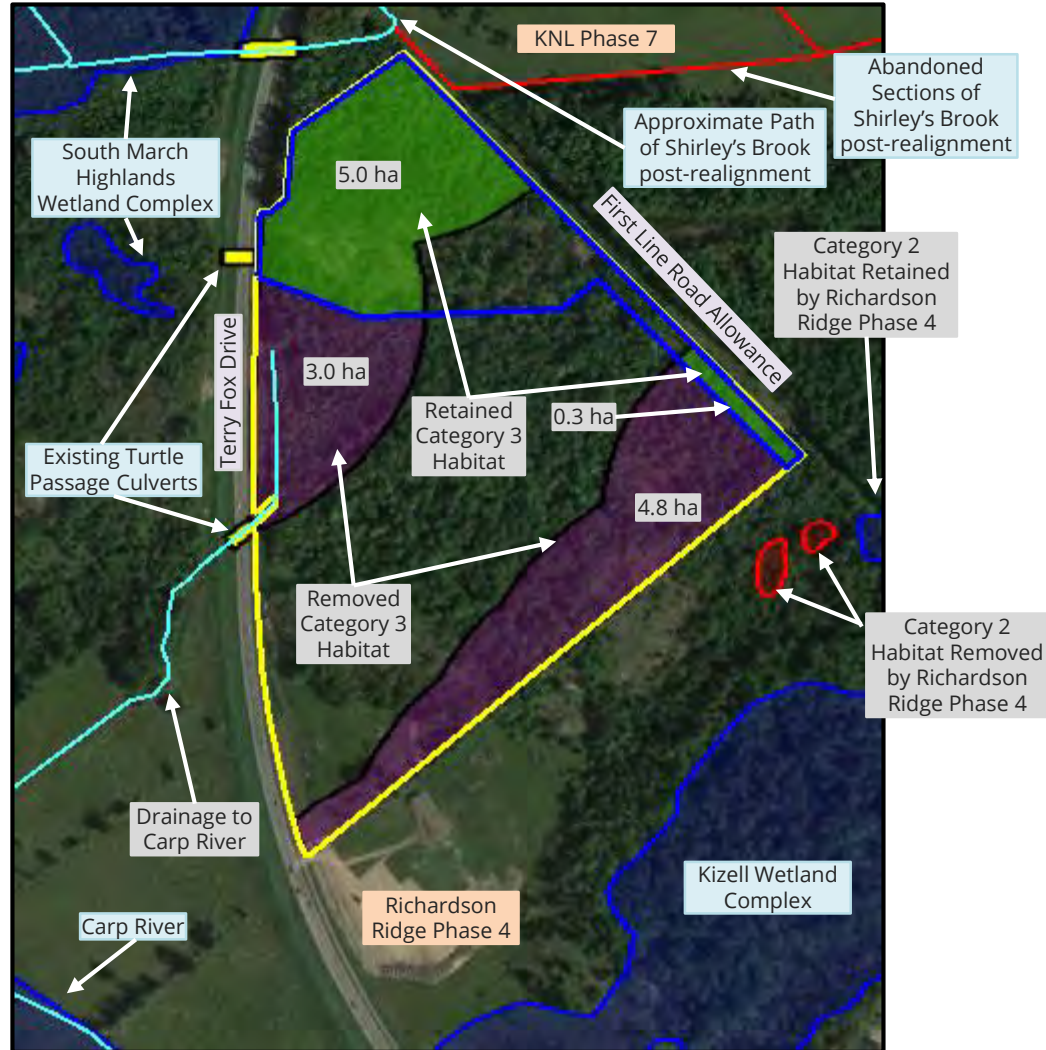 KNL Phase 7
Abandoned
Sections of
Shirley's Brook
post-realignment
Approximate Path
of Shirley's Brook
post-realignment
South March
Highlands
Wetland Complex
5.0 ha
First Line Road Allowance
Category 2
Habitat Retained
by Richardson
Ridge Phase 4
Terry Fox Drive
3.0 ha
Retained
Category 3
Habitat
0.3 ha
Existing Turtle
Passage Culverts
4.8 ha
Removed
Category 3
Habitat
Category 2
Habitat Removed
by Richardson
Ridge Phase 4
Drainage to
Carp River
Kizell Wetland
Complex
Richardson
Ridge Phase 4
Carp River